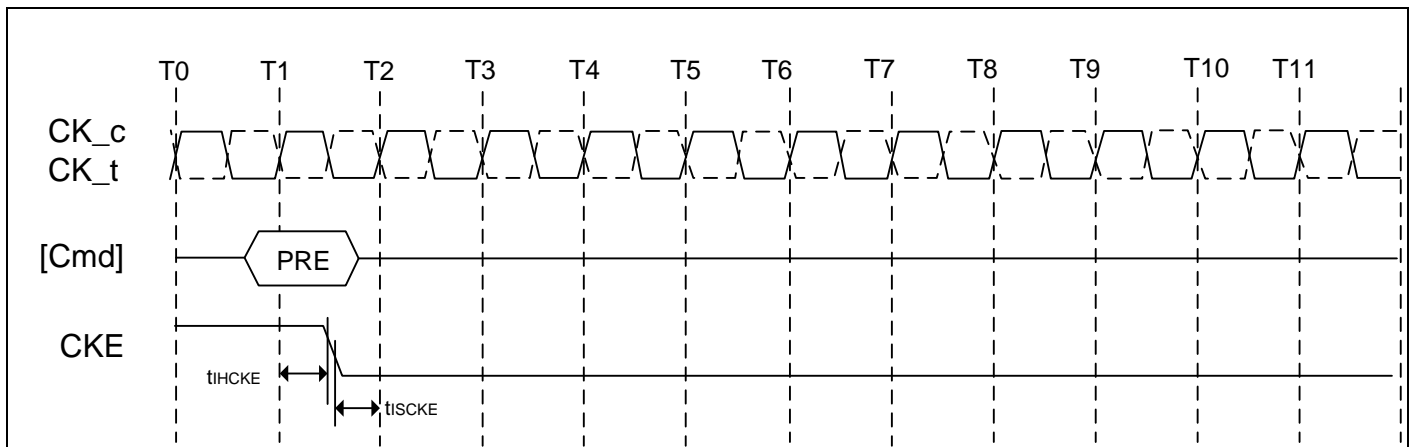 T0 T1 T2 T3 T4 T5 T6 T7 T8 T9 T10 T11
CK_c
CK_t
[Cmd] PRE
CKE
tIHCKE
tISCKE